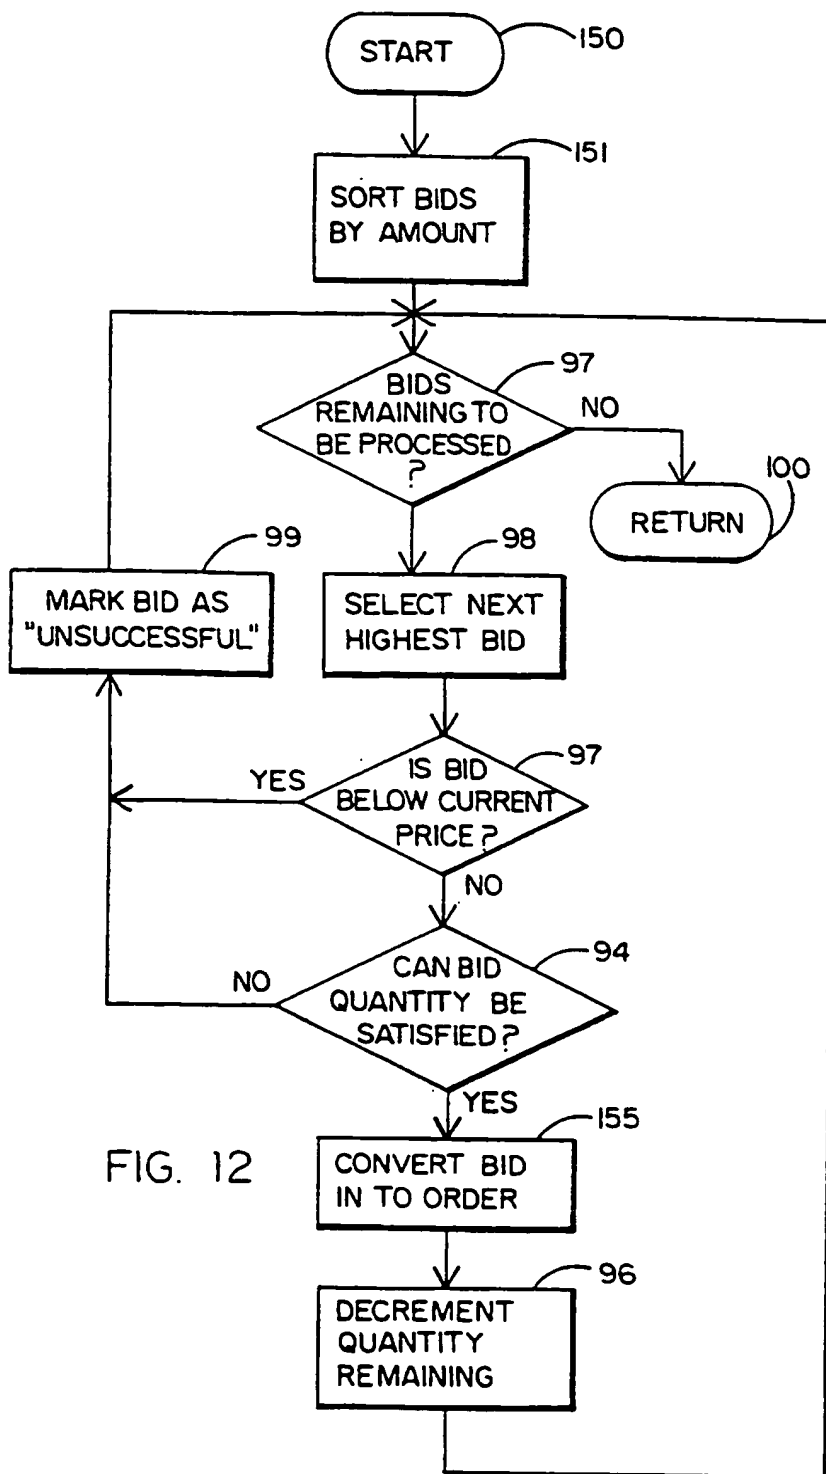 START
150
151
SORT BIDS
BY AMOUNT
97
BIDS
REMAINING TO
BE PROCESSED
?
NO
100
RETURN
99
MARK BID AS
"UNSUCCESSFUL"
98
SELECT NEXT
HIGHEST BID
97
YES
IS BID
BELOW CURRENT
PRICE?
NO
94
NO
CAN BID
QUANTITY BE
SATISFIED?
YES
155
FIG. 12
CONVERT BID
IN TO ORDER
96
DECREMENT
QUANTITY
REMAINING